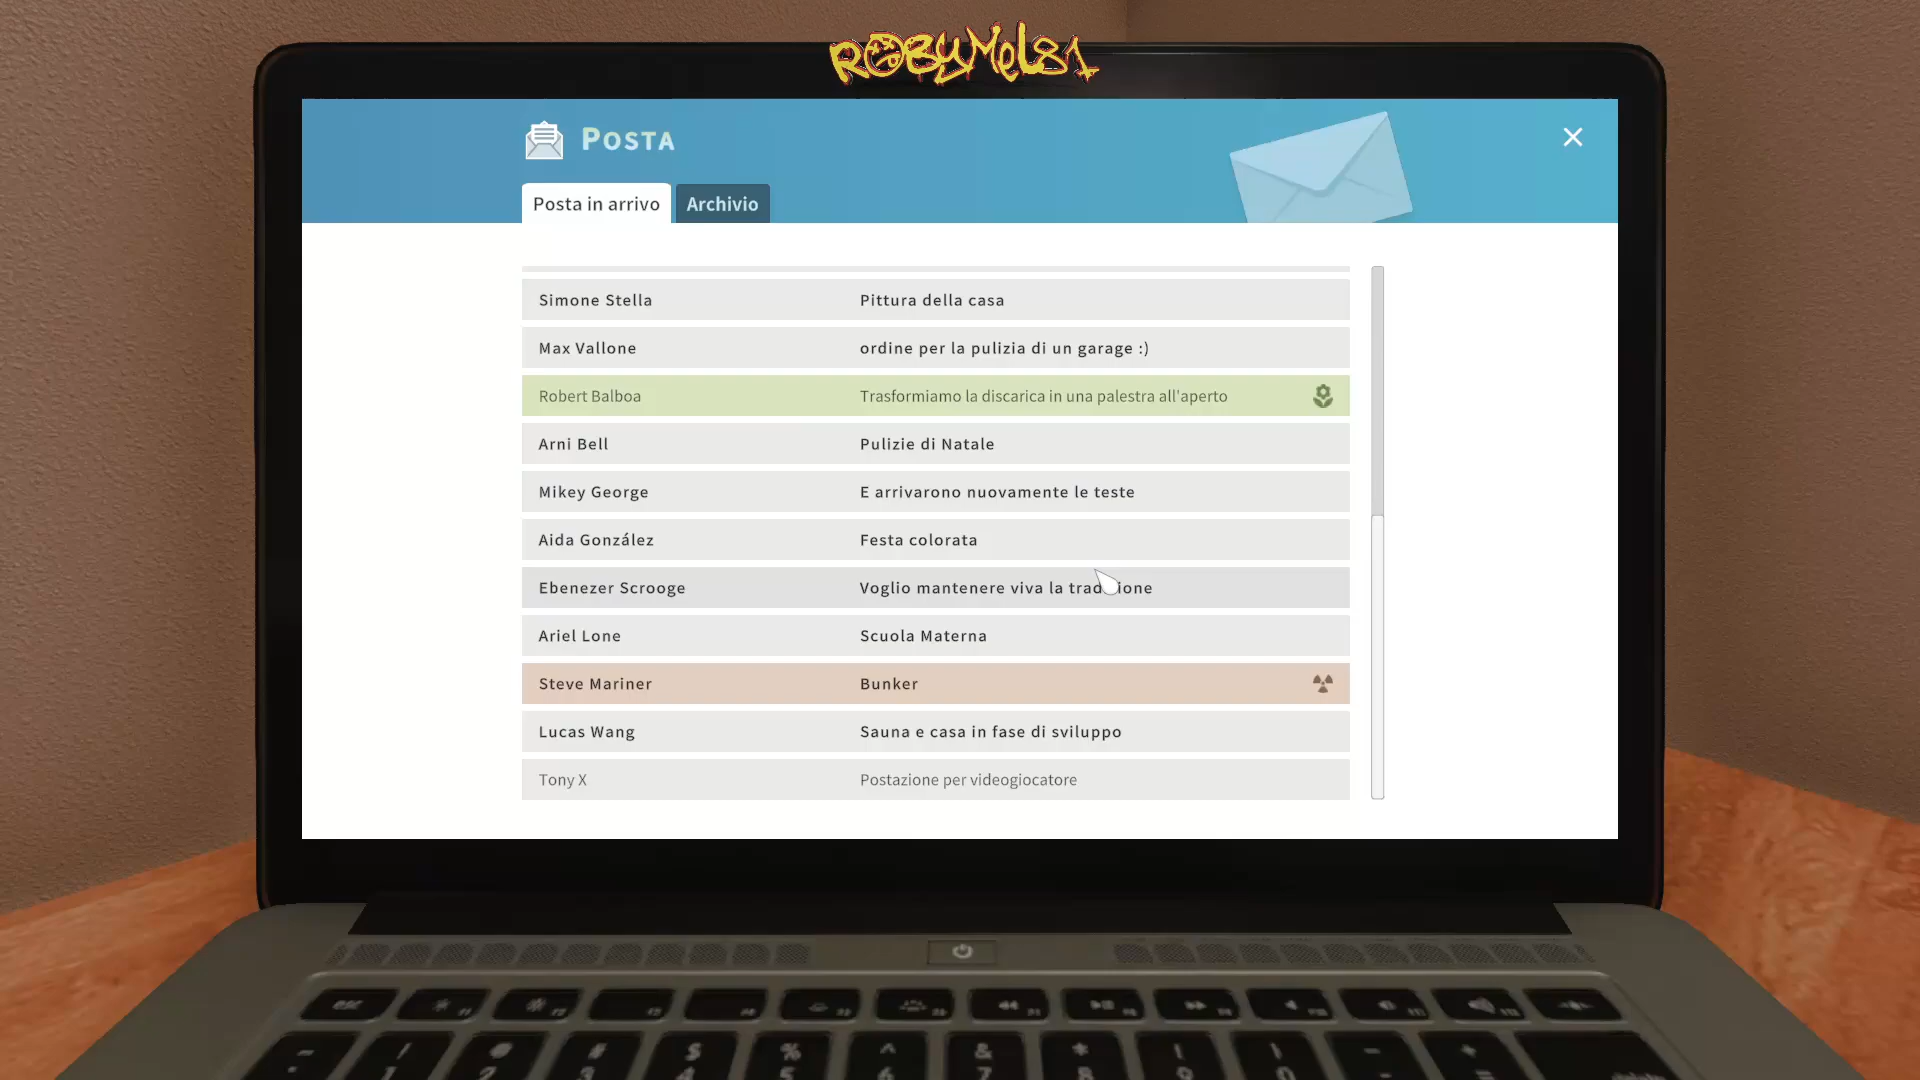 RobyMel81
Posta
Posta in arrivo
Archivio
Simone Stella Pittura della casa
Max Vallone ordine per la pulizia di un garage :)
Robert Balboa Trasformiamo la discarica in una palestra all'aperto
Arni Bell Pulizie di Natale
Mikey George E arrivarono nuovamente le teste
Aida González Festa colorata
Ebenezer Scrooge Voglio mantenere viva la tradizione
Ariel Lone Scuola Materna
Steve Mariner Bunker
Lucas Wang Sauna e casa in fase di sviluppo
Tony X Postazione per videogiocatore
esc